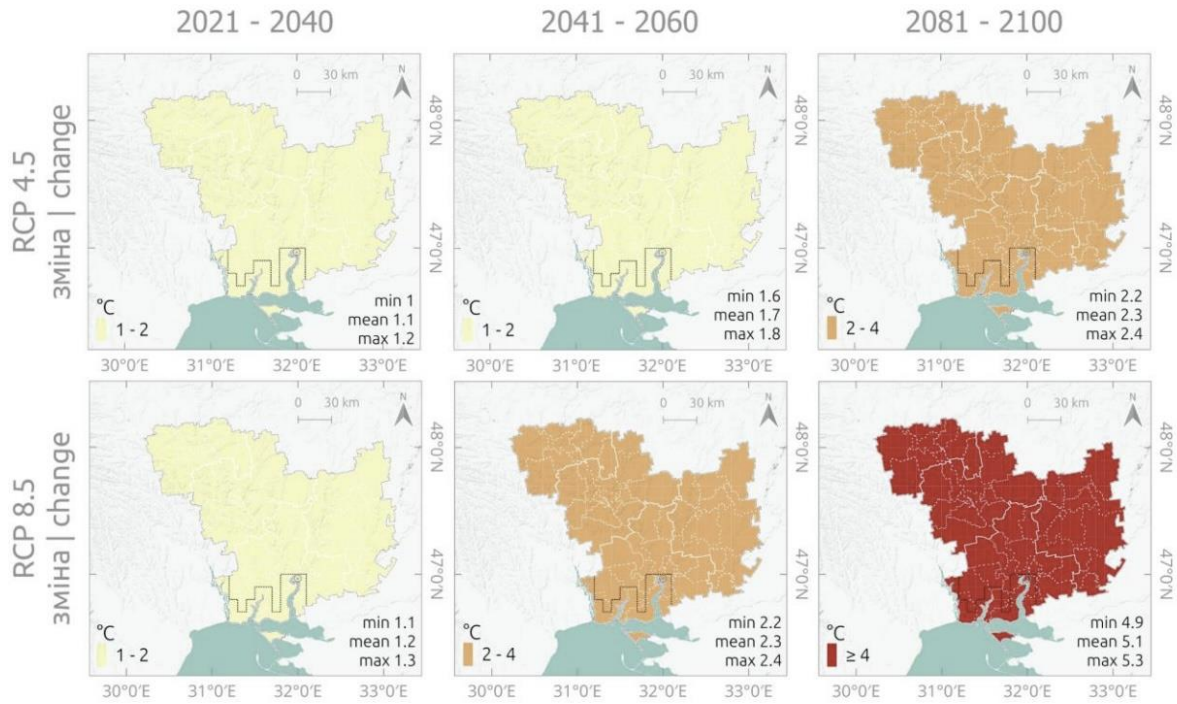 2021 - 2040
2041 - 2060
2081 - 2100
RCP 4.5
зміна | change
0 30 km
N
°C
1 - 2
min 1
mean 1.1
max 1.2
30°0'E 31°0'E 32°0'E 33°0'E
48°0'N
47°0'N
0 30 km
N
°C
1 - 2
min 1.6
mean 1.7
max 1.8
30°0'E 31°0'E 32°0'E 33°0'E
48°0'N
47°0'N
0 30 km
N
°C
2 - 4
min 2.2
mean 2.3
max 2.4
30°0'E 31°0'E 32°0'E 33°0'E
48°0'N
47°0'N
RCP 8.5
зміна | change
0 30 km
N
°C
1 - 2
min 1.1
mean 1.2
max 1.3
30°0'E 31°0'E 32°0'E 33°0'E
48°0'N
47°0'N
0 30 km
N
°C
2 - 4
min 2.2
mean 2.3
max 2.4
30°0'E 31°0'E 32°0'E 33°0'E
48°0'N
47°0'N
0 30 km
N
°C
≥ 4
min 4.9
mean 5.1
max 5.3
30°0'E 31°0'E 32°0'E 33°0'E
48°0'N
47°0'N